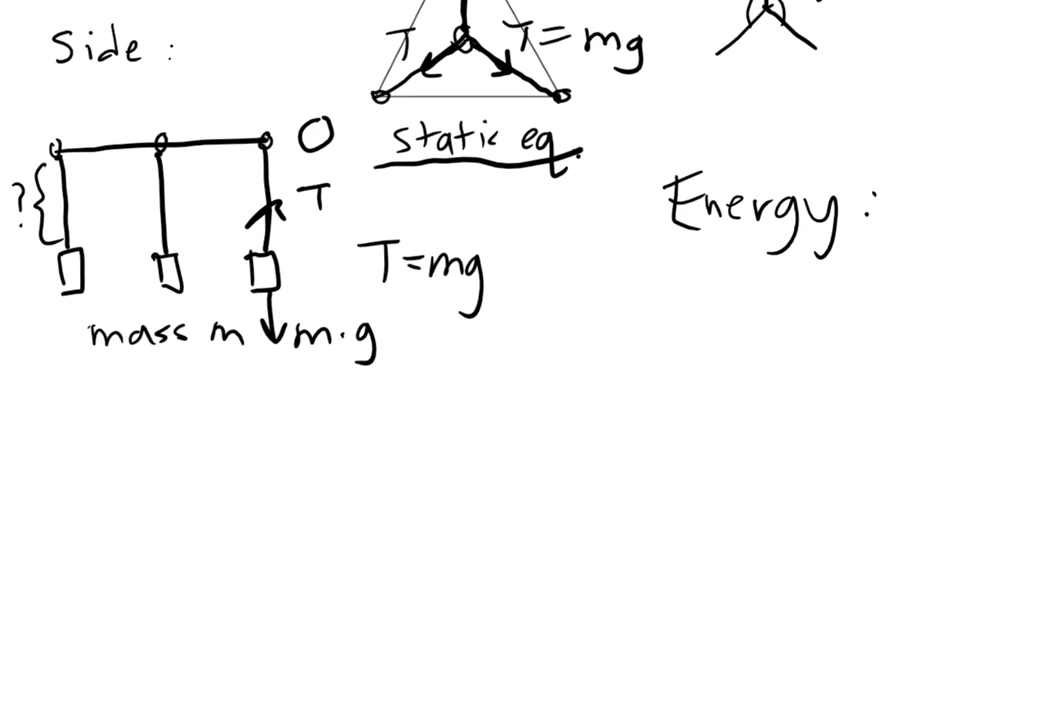 Side :
T
T = mg
static eq.
O
? {
T
Energy :
T = mg
mass m
m · g